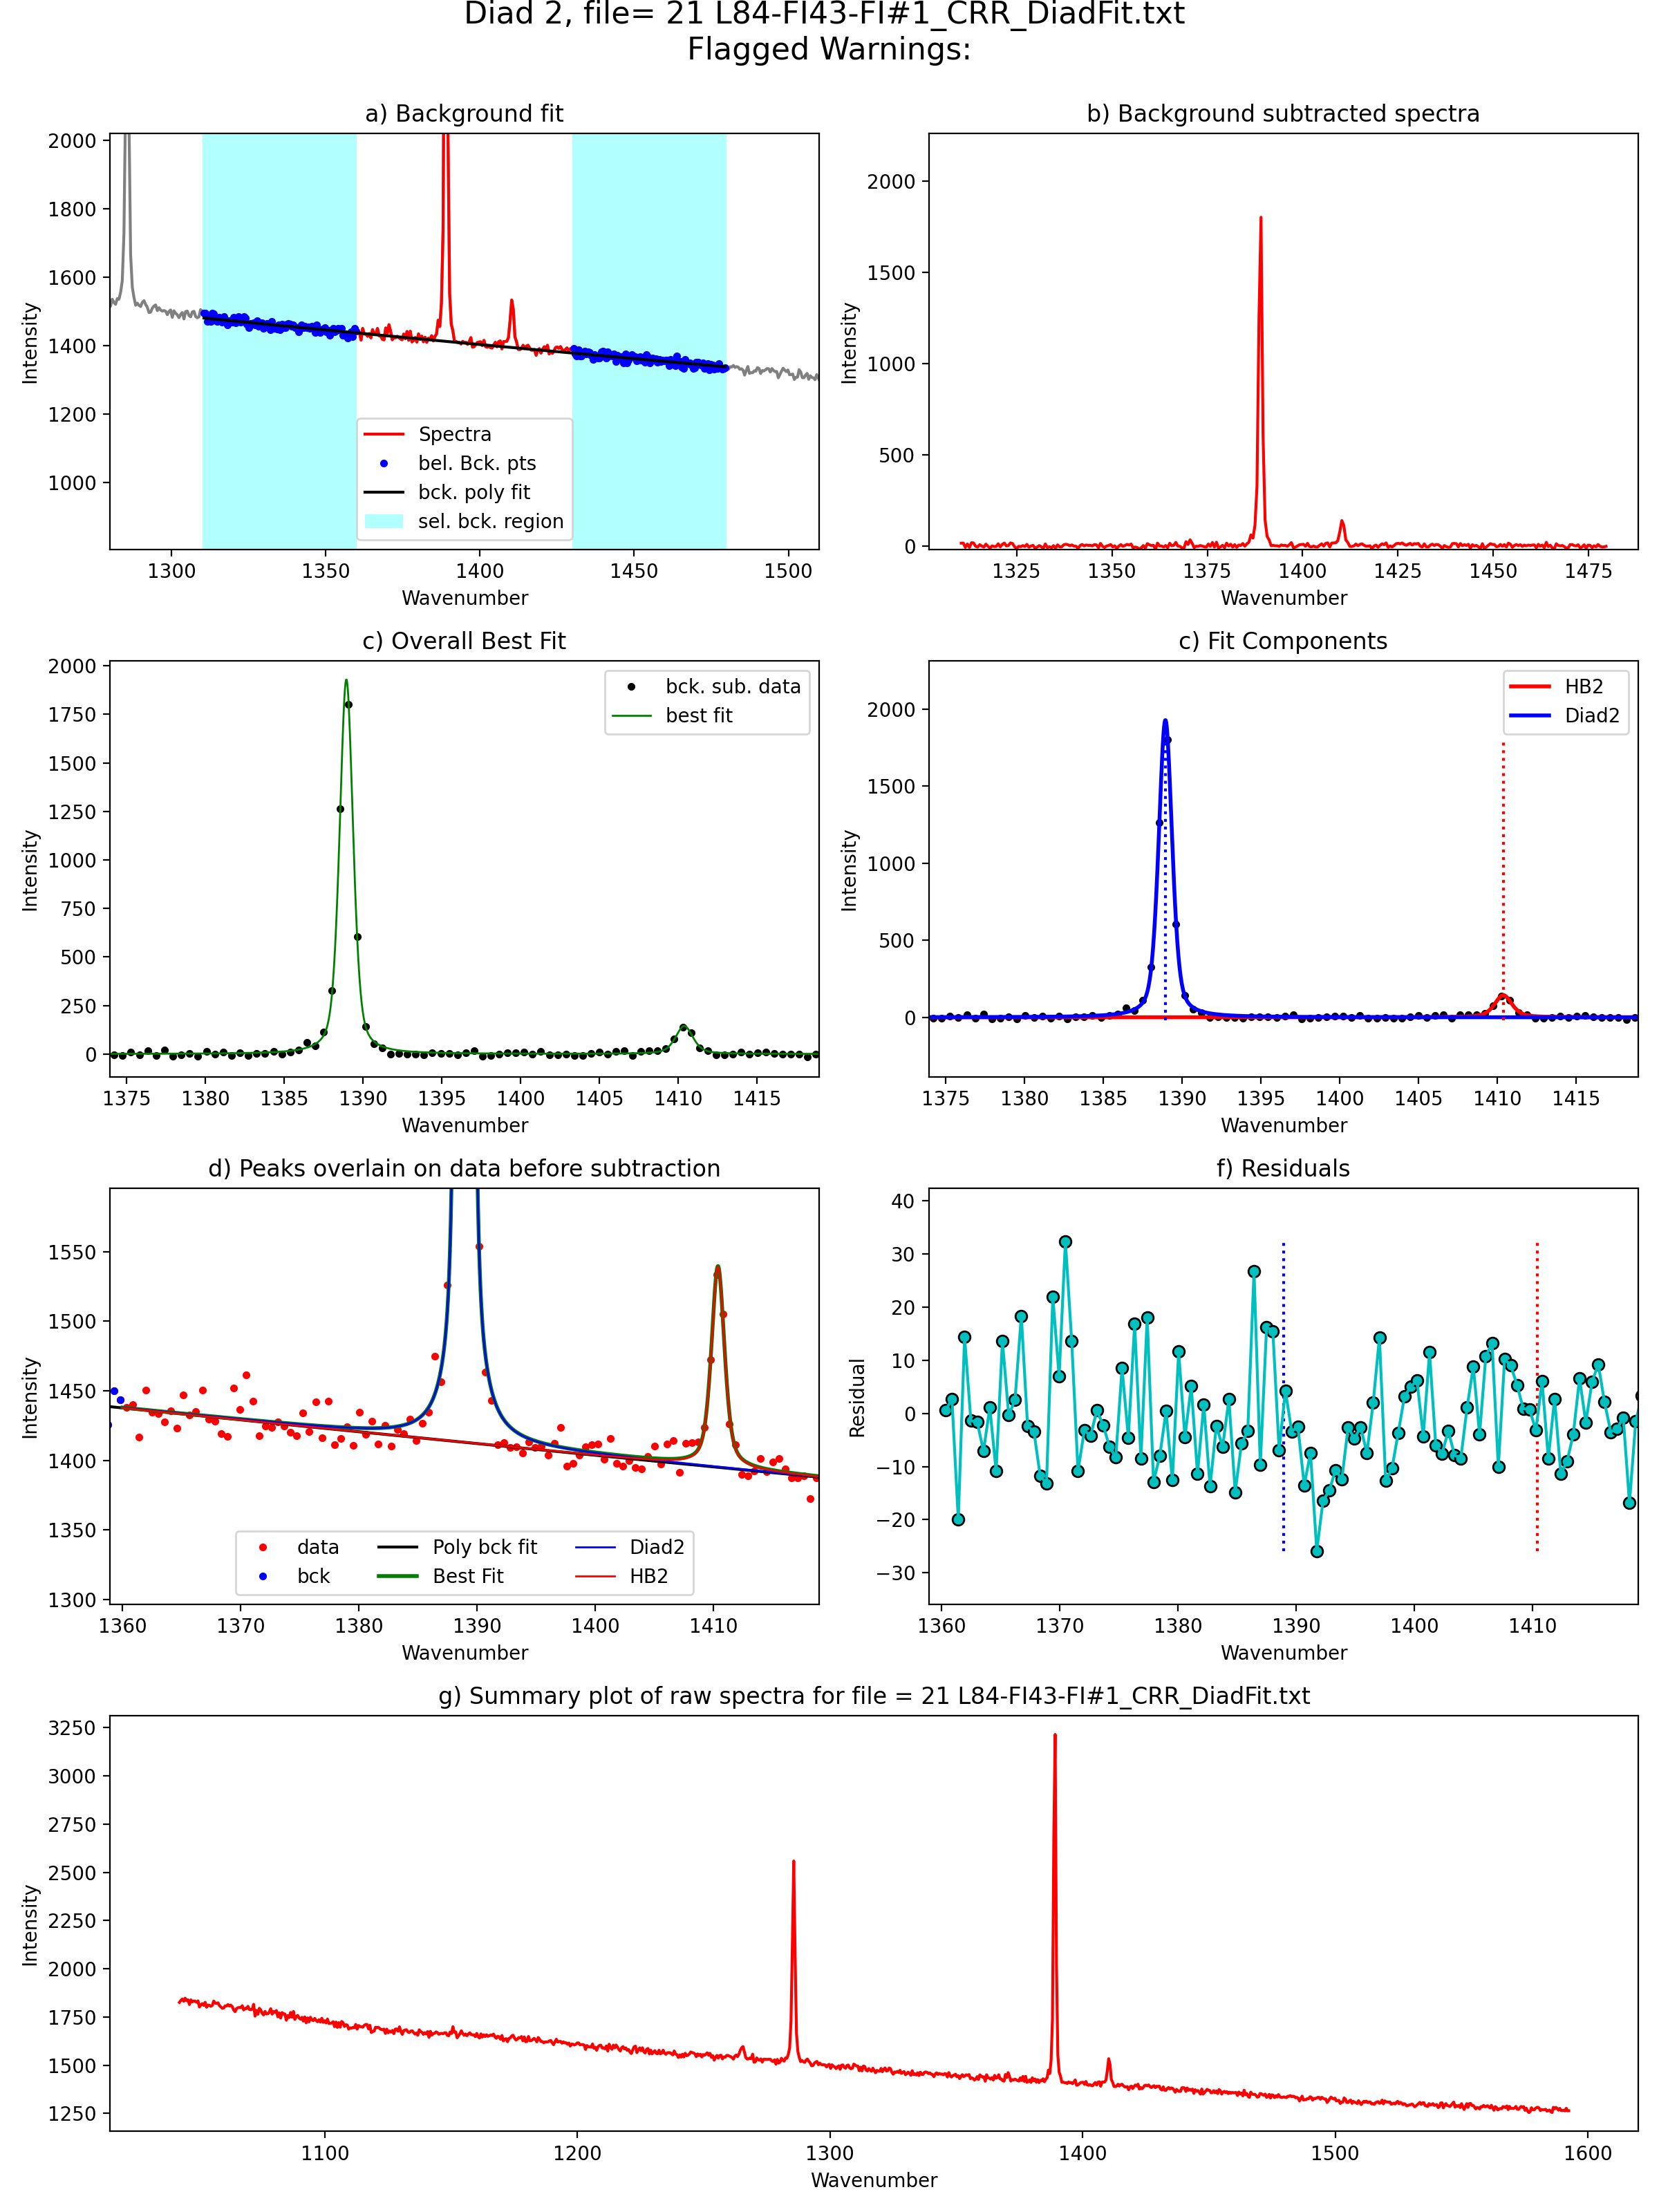 Diad 2, file= 21 L84-FI43-FI#1_CRR_DiadFit.txt
Flagged Warnings:
a) Background fit
2000
1800
1600
1400
1200
1000
Intensity
1300 1350 1400 1450 1500
Wavenumber
Spectra
bel. Bck. pts
bck. poly fit
sel. bck. region
b) Background subtracted spectra
2000
1500
1000
500
0
Intensity
1325 1350 1375 1400 1425 1450 1475
Wavenumber
c) Overall Best Fit
2000
1750
1500
1250
1000
750
500
250
0
Intensity
1375 1380 1385 1390 1395 1400 1405 1410 1415
Wavenumber
bck. sub. data
best fit
c) Fit Components
2000
1500
1000
500
0
Intensity
1375 1380 1385 1390 1395 1400 1405 1410 1415
Wavenumber
HB2
Diad2
d) Peaks overlain on data before subtraction
1550
1500
1450
1400
1350
1300
Intensity
1360 1370 1380 1390 1400 1410
Wavenumber
data Poly bck fit Diad2
bck Best Fit HB2
f) Residuals
40
30
20
10
0
−10
−20
−30
Residual
1360 1370 1380 1390 1400 1410
Wavenumber
g) Summary plot of raw spectra for file = 21 L84-FI43-FI#1_CRR_DiadFit.txt
3250
3000
2750
2500
2250
2000
1750
1500
1250
Intensity
1100 1200 1300 1400 1500 1600
Wavenumber